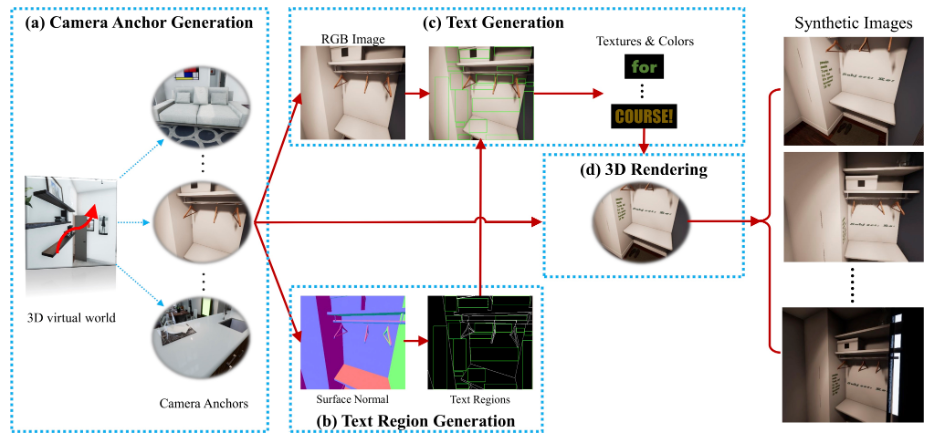 (a) Camera Anchor Generation
(c) Text Generation
Synthetic Images
RGB Image
Textures & Colors
for
COURSE!
(d) 3D Rendering
3D virtual world
Camera Anchors
Surface Normal
Text Regions
(b) Text Region Generation